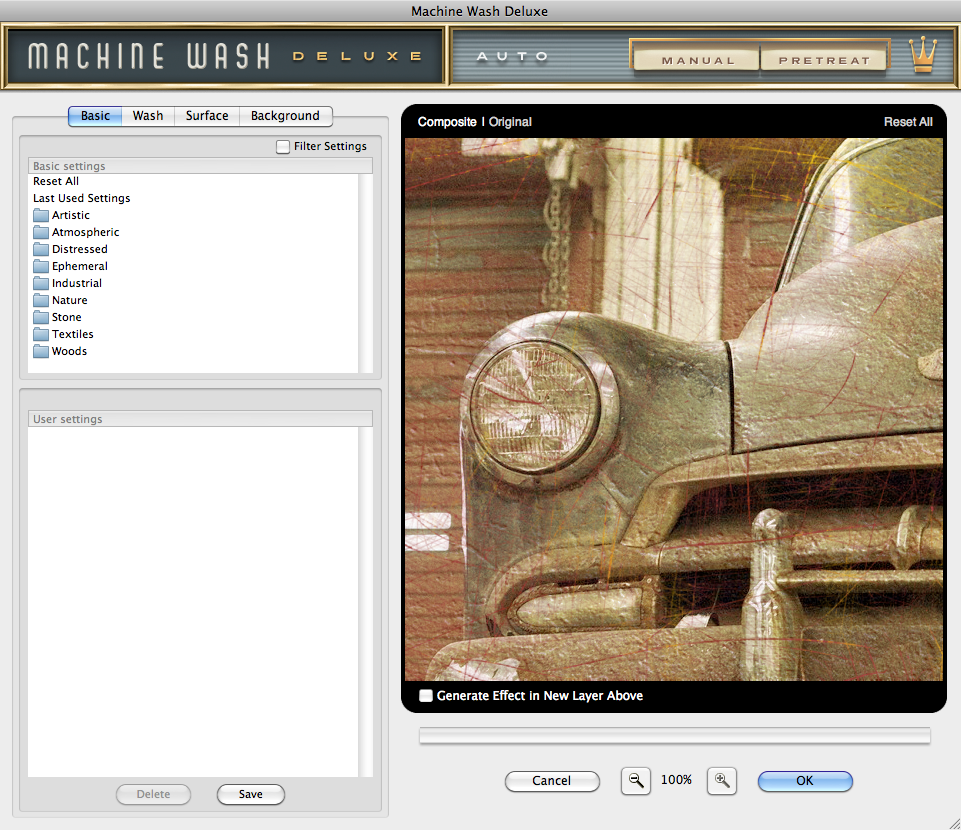 Machine Wash Deluxe
MACHINE WASH DELUXE
AUTO
MANUAL
PRETREAT
Basic
Wash
Surface
Background
Filter Settings
Basic settings
Reset All
Last Used Settings
Artistic
Atmospheric
Distressed
Ephemeral
Industrial
Nature
Stone
Textiles
Woods
User settings
Delete
Save
Composite | Original
Reset All
Generate Effect in New Layer Above
Cancel
100%
OK